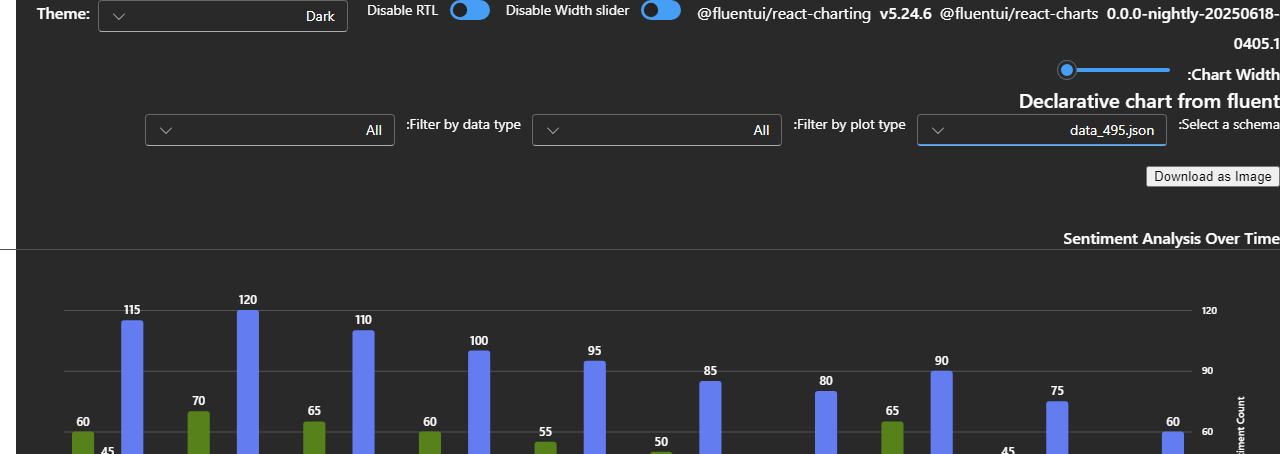 Theme:
Dark
Disable RTL
Disable Width slider
@fluentui/react-charting v5.24.6 @fluentui/react-charts 0.0.0-nightly-20250618-
0405.1
:Chart Width
Declarative chart from fluent
:Select a schema
data_495.json
:Filter by plot type
All
:Filter by data type
All
Download as Image
Sentiment Analysis Over Time
120
115
120
110
100
95
90
85
90
80
75
70
65
65
60
60
60
60
55
50
45
45
Count